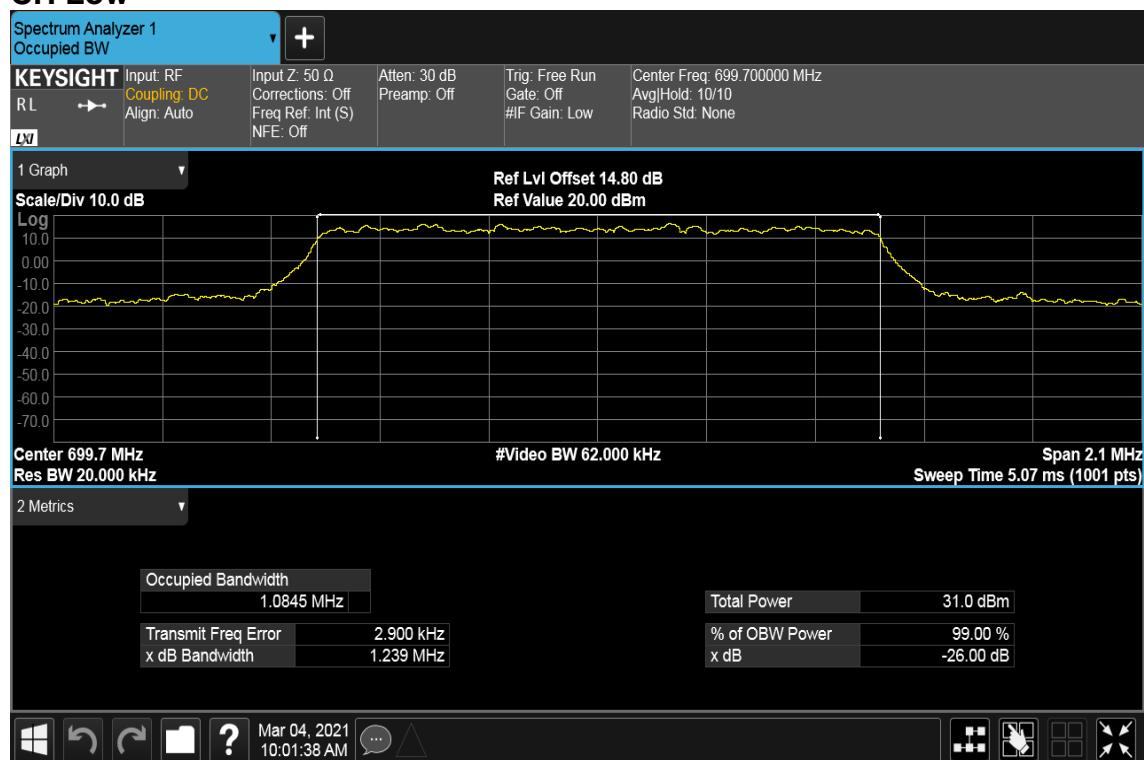 CH Low
Spectrum Analyzer 1
Occupied BW
KEYSIGHT Input: RF Input Z: 50 Ω Atten: 30 dB Trig: Free Run Center Freq: 699.700000 MHz
R L Coupling: DC Corrections: Off Preamp: Off Gate: Off Avg|Hold: 10/10
Align: Auto Freq Ref: Int (S) #IF Gain: Low Radio Std: None
LXI NFE: Off
1 Graph
Ref Lvl Offset 14.80 dB
Scale/Div 10.0 dB Ref Value 20.00 dBm
Log
10.0
0.00
-10.0
-20.0
-30.0
-40.0
-50.0
-60.0
-70.0
Center 699.7 MHz #Video BW 62.000 kHz Span 2.1 MHz
Res BW 20.000 kHz Sweep Time 5.07 ms (1001 pts)
2 Metrics
Occupied Bandwidth
1.0845 MHz Total Power 31.0 dBm
Transmit Freq Error 2.900 kHz % of OBW Power 99.00 %
x dB Bandwidth 1.239 MHz x dB -26.00 dB
? Mar 04, 2021
10:01:38 AM